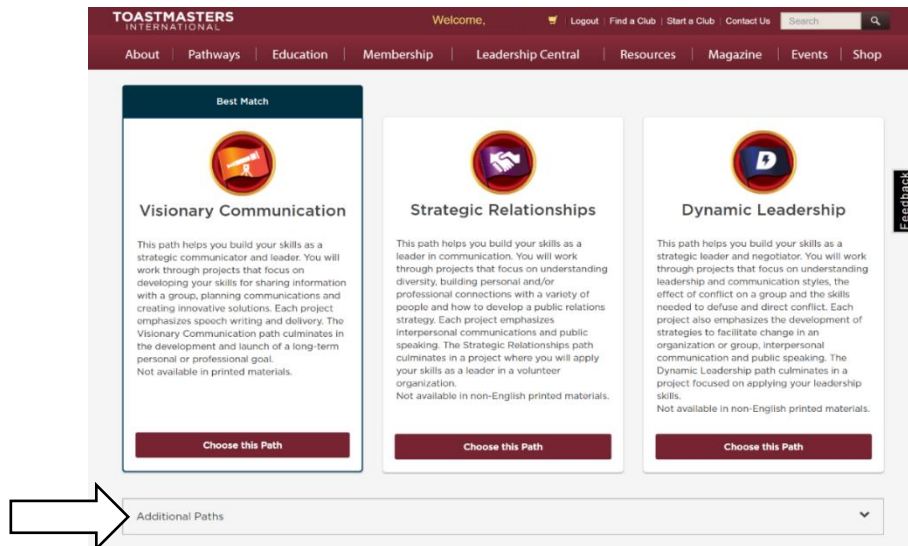 TOASTMASTERS
INTERNATIONAL
Welcome,
Logout | Find a Club | Start a Club | Contact Us
Search
About | Pathways | Education | Membership | Leadership Central | Resources | Magazine | Events | Shop
Best Match
Visionary Communication
This path helps you build your skills as a
strategic communicator and leader. You will
work through projects that focus on
developing your skills for sharing information
with a group, planning communications and
creating innovative solutions. Each project
emphasizes speech writing and delivery. The
Visionary Communication path culminates in
the development and launch of a long-term
personal or professional goal.
Not available in printed materials.
Choose this Path
Strategic Relationships
This path helps you build your skills as a
leader in communication. You will work
through projects that focus on understanding
diversity, building personal and/or
professional connections with a variety of
people and how to develop a public relations
strategy. Each project emphasizes
interpersonal communications and public
speaking. The Strategic Relationships path
culminates in a project where you will apply
your skills as a leader in a volunteer
organization.
Not available in non-English printed materials.
Choose this Path
D
Dynamic Leadership
This path helps you build your skills as a
strategic leader and negotiator. You will work
through projects that focus on understanding
leadership and communication styles, the
effect of conflict on a group and the skills
needed to defuse and direct conflict. Each
project also emphasizes the development of
strategies to facilitate change in an
organization or group, interpersonal
communication and public speaking. The
Dynamic Leadership path culminates in a
project focused on applying your leadership
skills.
Not available in non-English printed materials.
Choose this Path
Feedback
Additional Paths